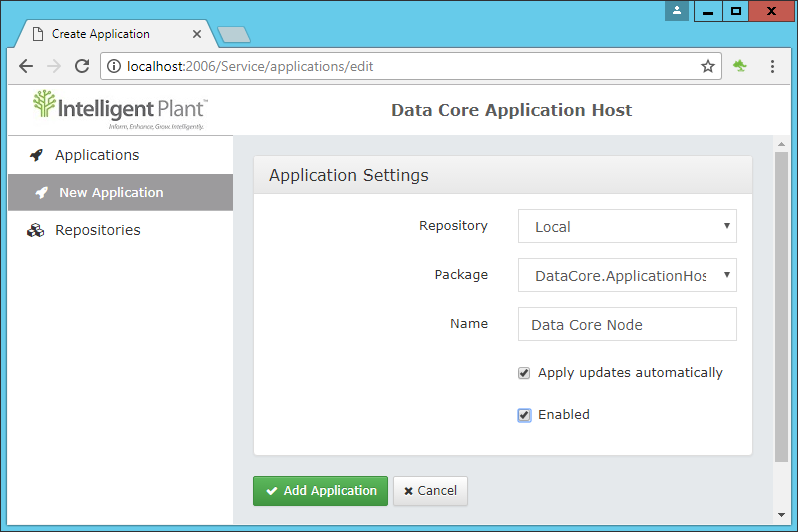 Create Application
localhost:2006/Service/applications/edit
Intelligent Plant™
Inform, Enhance, Grow. Intelligently.
Data Core Application Host
Applications
New Application
Repositories
Application Settings
Repository
Local
Package
DataCore.ApplicationHos
Name
Data Core Node
Apply updates automatically
Enabled
Add Application
Cancel